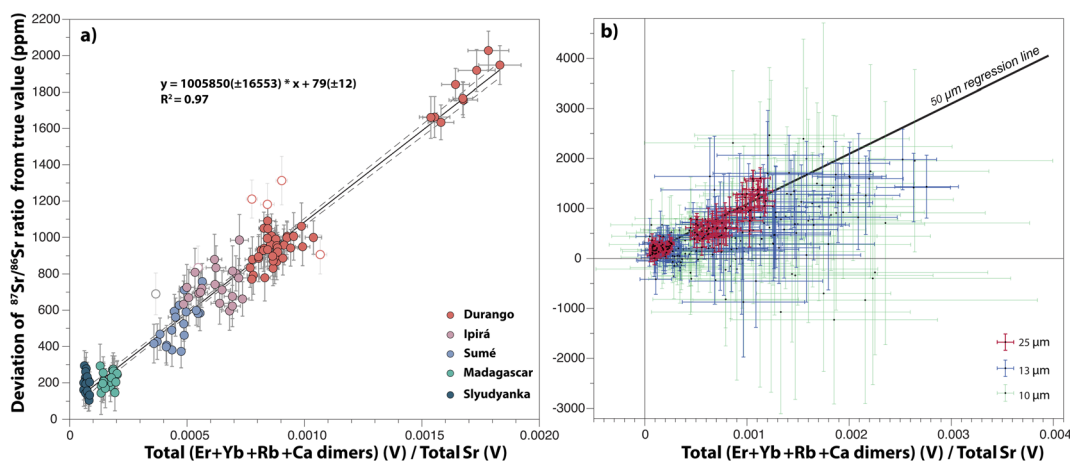 a)
y = 1005850(±16553) * x + 79(±12)
R² = 0.97
Deviation of ⁸⁷Sr/⁸⁶Sr ratio from true value (ppm)
2200
2000
1800
1600
1400
1200
1000
800
600
400
200
0
Durango
Ipirá
Sumé
Madagascar
Slyudyanka
0
0.0005
0.0010
0.0015
0.0020
Total (Er+Yb+Rb+Ca dimers) (V) / Total Sr (V)
b)
50 µm regression line
4000
3000
2000
1000
0
-1000
-2000
-3000
25 µm
13 µm
10 µm
0
0.001
0.002
0.003
0.004
Total (Er+Yb+Rb+Ca dimers) (V) / Total Sr (V)